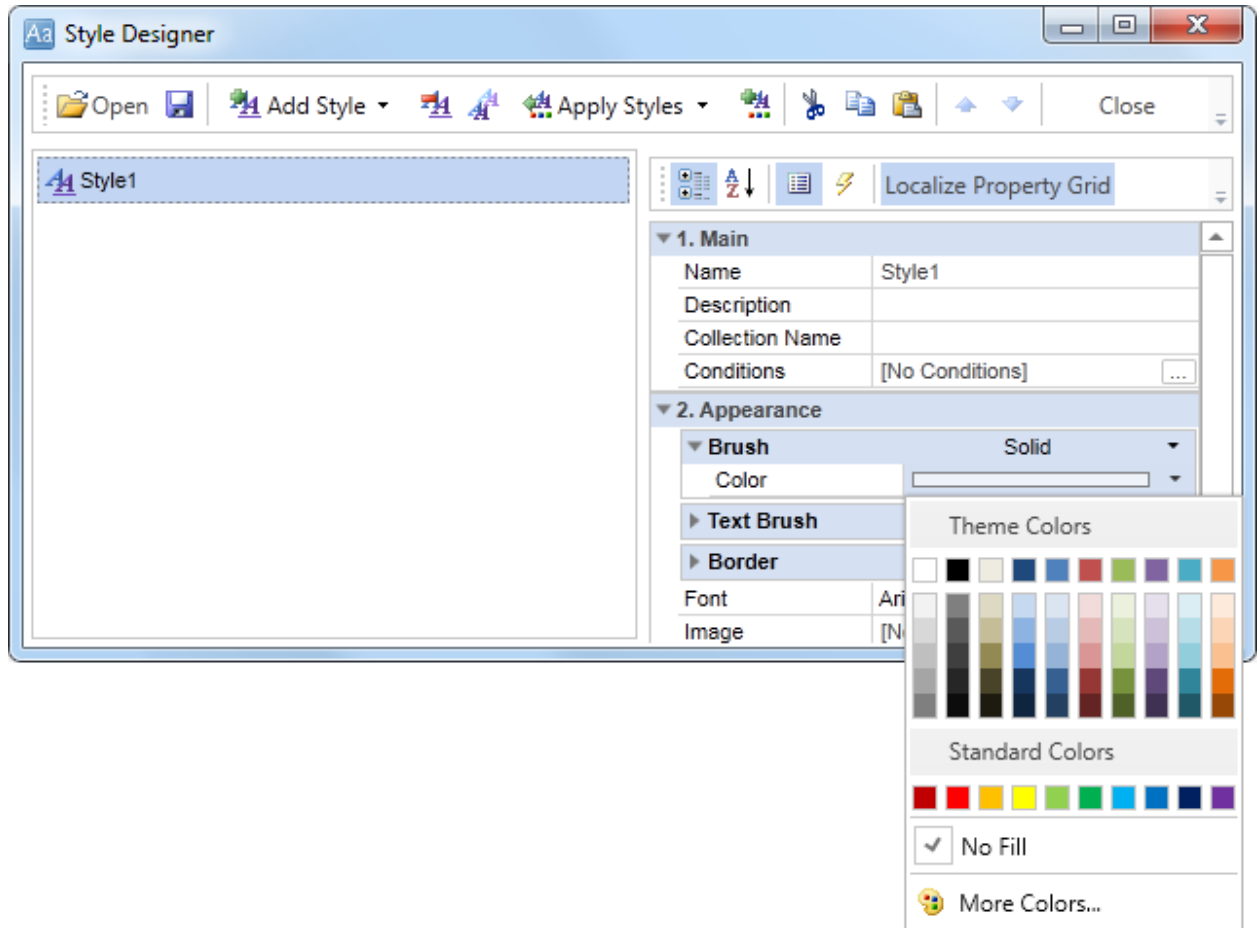 Aa Style Designer
Open Add Style Apply Styles Close
Style1
Localize Property Grid
1. Main
Name Style1
Description
Collection Name
Conditions [No Conditions] ...
2. Appearance
Brush Solid
Color
Text Brush
Border
Font
Image
Theme Colors
Standard Colors
No Fill
More Colors...